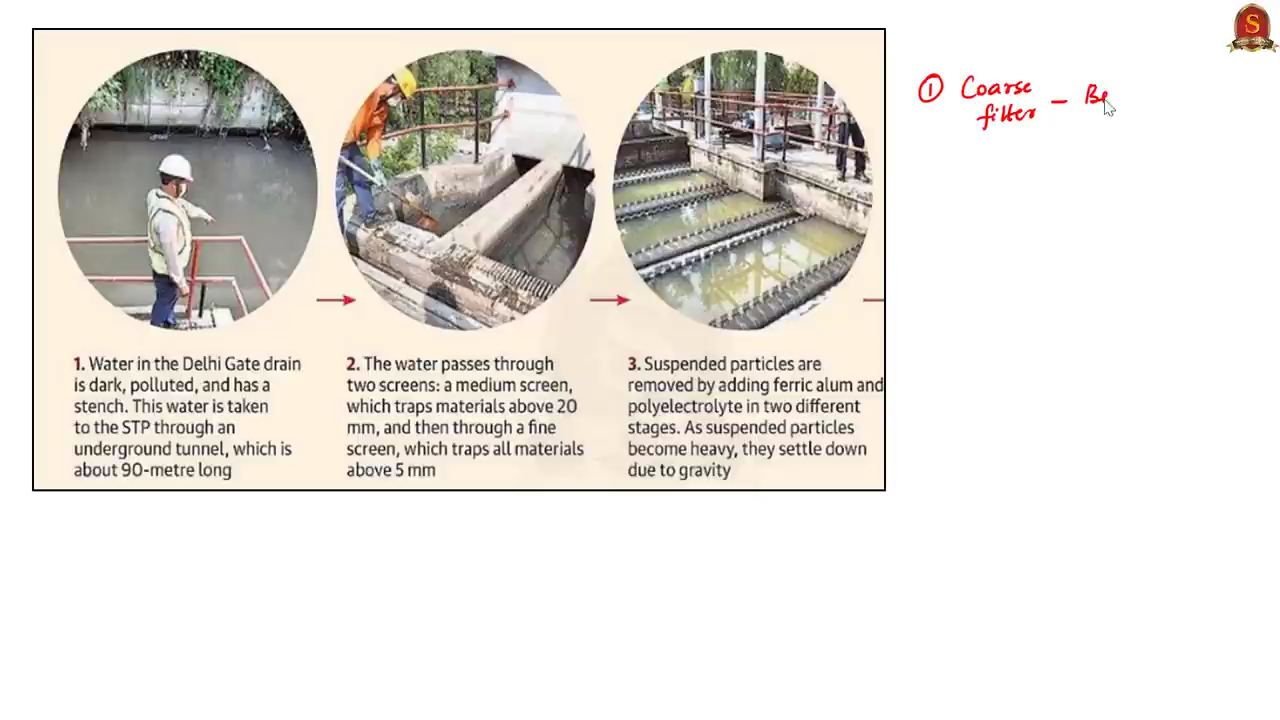 1. Water in the Delhi Gate drain
is dark, polluted, and has a
stench. This water is taken
to the STP through an
underground tunnel, which is
about 90-metre long
2. The water passes through
two screens: a medium screen,
which traps materials above 20
mm, and then through a fine
screen, which traps all materials
above 5 mm
3. Suspended particles are
removed by adding ferric alum and
polyelectrolyte in two different
stages. As suspended particles
become heavy, they settle down
due to gravity
① Coarse
filter – Be
S